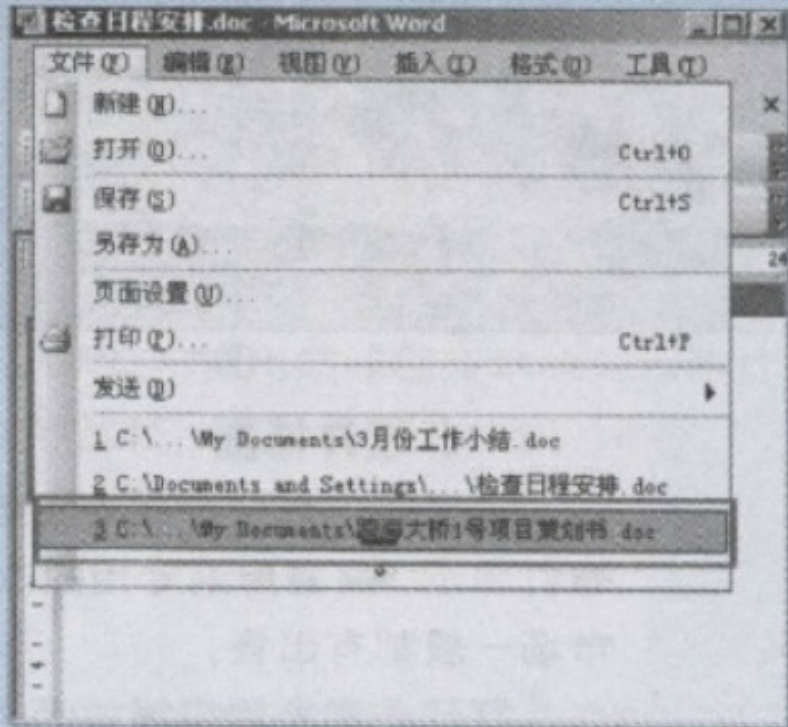 检查日程安排.doc - Microsoft Word
文件(F) 编辑(E) 视图(V) 插入(I) 格式(O) 工具(T)
新建(N)...
打开(O)... Ctrl+O
保存(S) Ctrl+S
另存为(A)...
页面设置(U)...
打印(P)... Ctrl+P
发送(D)
1 C:\...\My Documents\3月份工作小结.doc
2 C:\Documents and Settings\...\检查日程安排.doc
3 C:\...\My Documents\海大桥1号项目策划书.doc
24